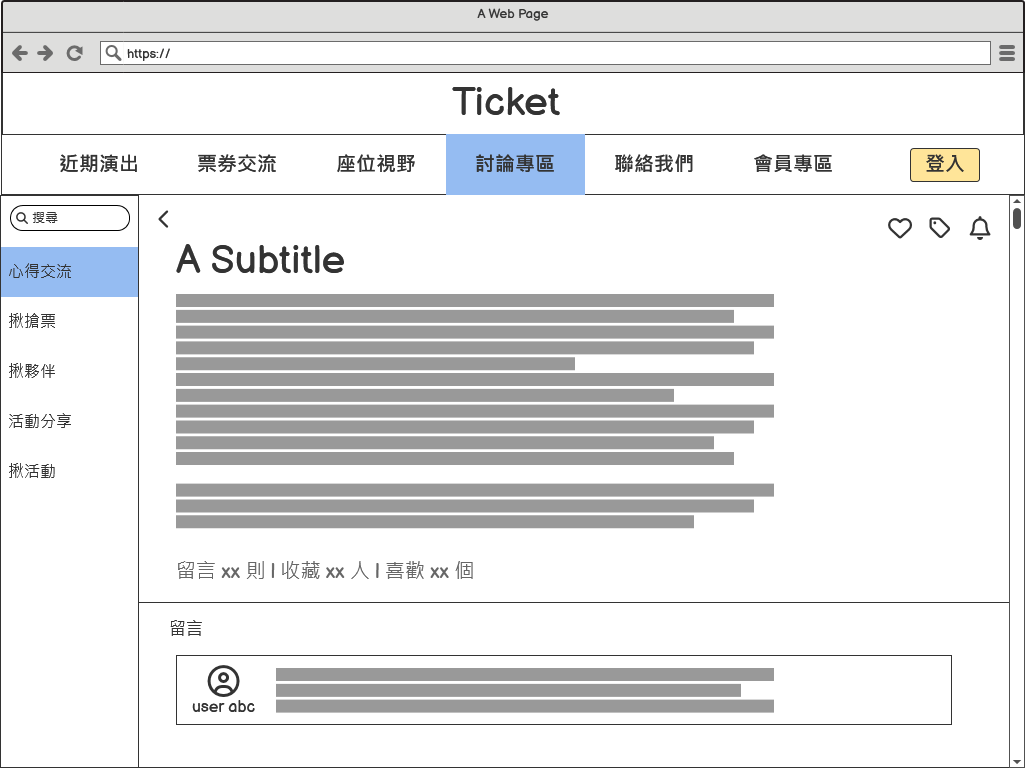 A Web Page
https://
Ticket
近期演出
票券交流
座位視野
討論專區
聯絡我們
會員專區
登入
搜尋
心得交流
揪搶票
揪夥伴
活動分享
揪活動
A Subtitle
留言 xx 則 | 收藏 xx 人 | 喜歡 xx 個
留言
user abc